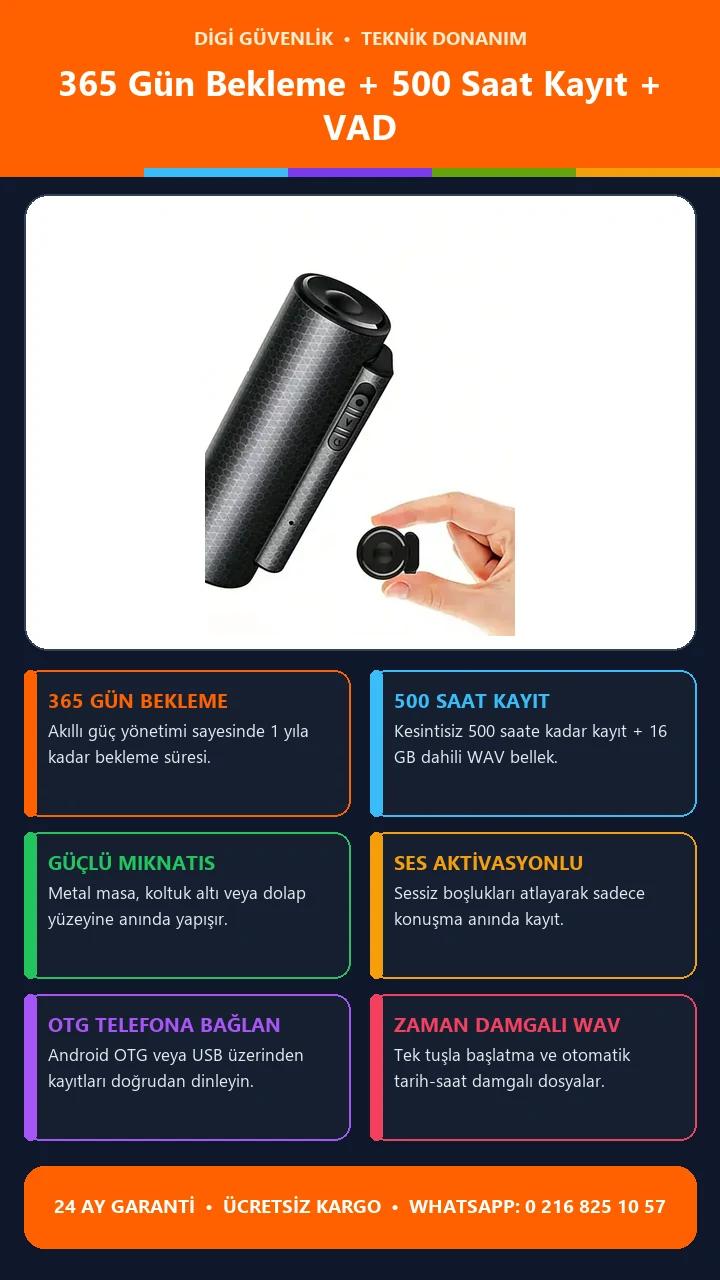 DİGİ GÜVENLİK • TEKNİK DONANIM
365 Gün Bekleme + 500 Saat Kayıt +
VAD
365 GÜN BEKLEME
Akıllı güç yönetimi sayesinde 1 yıla
kadar bekleme süresi.
500 SAAT KAYIT
Kesintisiz 500 saate kadar kayıt + 16
GB dahili WAV bellek.
GÜÇLÜ MIKNATIS
Metal masa, koltuk altı veya dolap
yüzeyine anında yapışır.
SES AKTİVASYONLU
Sessiz boşlukları atlayarak sadece
konuşma anında kayıt.
OTG TELEFONA BAĞLAN
Android OTG veya USB üzerinden
kayıtları doğrudan dinleyin.
ZAMAN DAMGALI WAV
Tek tuşla başlatma ve otomatik
tarih-saat damgalı dosyalar.
24 AY GARANTİ • ÜCRETSİZ KARGO • WHATSAPP: 0 216 825 10 57